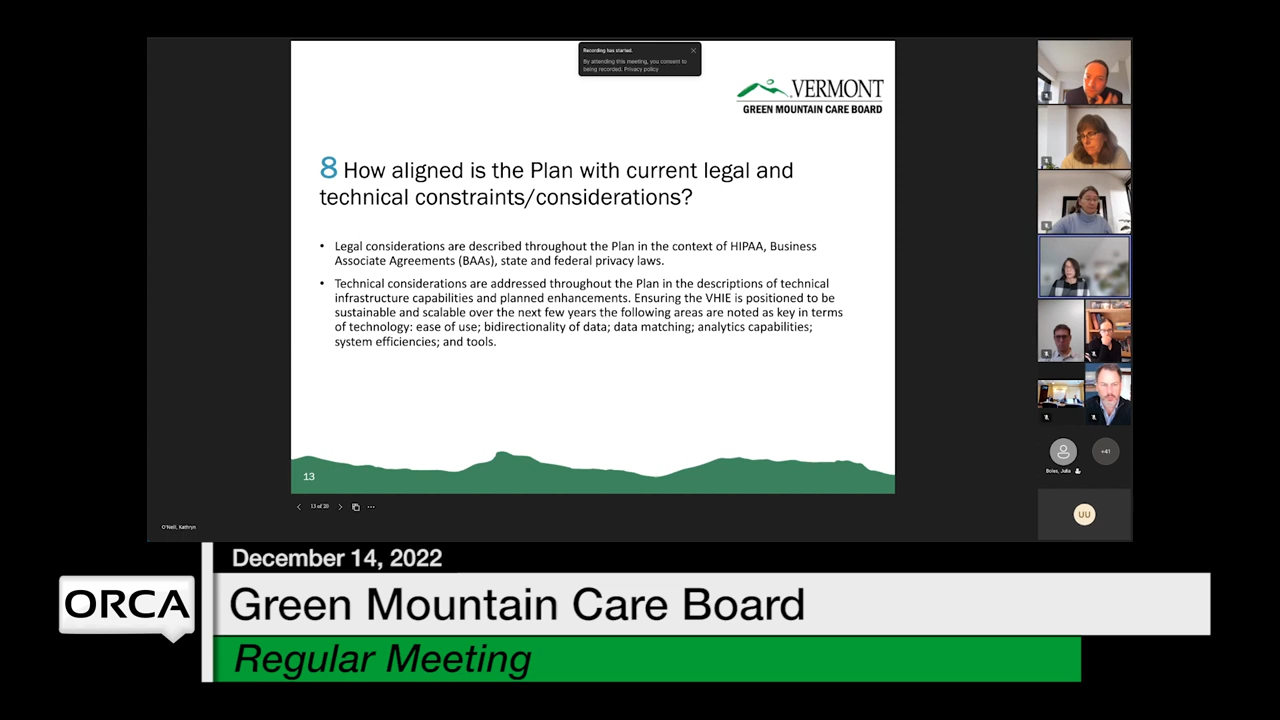 Recording has started.
By attending this meeting, you consent to
being recorded. Privacy policy
VERMONT
GREEN MOUNTAIN CARE BOARD
8 How aligned is the Plan with current legal and
technical constraints/considerations?
• Legal considerations are described throughout the Plan in the context of HIPAA, Business
Associate Agreements (BAAs), state and federal privacy laws.
• Technical considerations are addressed throughout the Plan in the descriptions of technical
infrastructure capabilities and planned enhancements. Ensuring the VHIE is positioned to be
sustainable and scalable over the next few years the following areas are noted as key in terms
of technology: ease of use; bidirectionality of data; data matching; analytics capabilities;
system efficiencies; and tools.
13
13 of 20
+41
Boles, Julia
UU
O'Neill, Kathryn
December 14, 2022
ORCA
Green Mountain Care Board
Regular Meeting